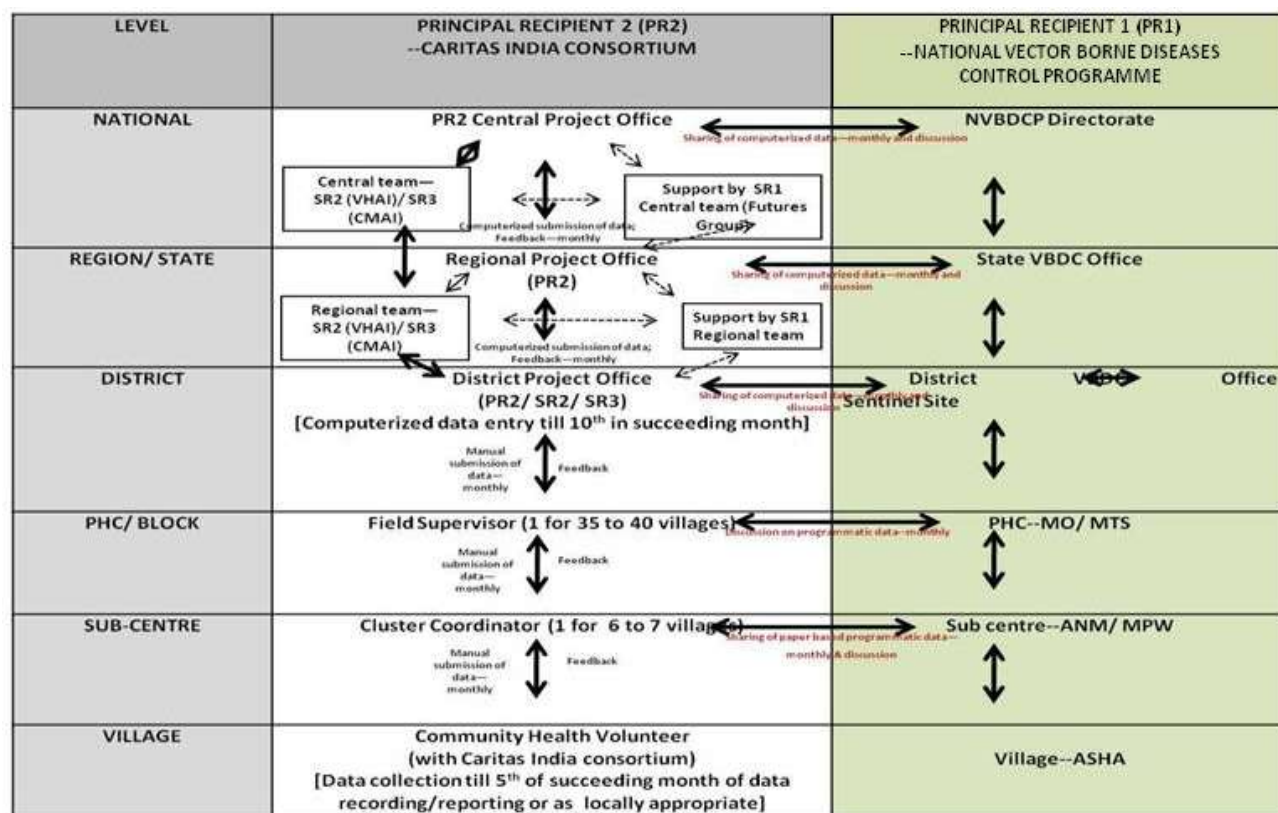 LEVEL
PRINCIPAL RECIPIENT 2 (PR2)
--CARITAS INDIA CONSORTIUM
PRINCIPAL RECIPIENT 1 (PR1)
--NATIONAL VECTOR BORNE DISEASES
CONTROL PROGRAMME
NATIONAL
PR2 Central Project Office
Sharing of computerized data—monthly and discussion
NVBDCP Directorate
Central team—
SR2 (VHAI)/ SR3
(CMAI)
Support by SR1
Central team (Futures
Group)
Computerized submission of data;
Feedback—monthly
REGION/ STATE
Regional Project Office
(PR2)
Sharing of computerized data—monthly and
discussion
State VBDC Office
Regional team—
SR2 (VHAI)/ SR3
(CMAI)
Support by SR1
Regional team
Computerized submission of data;
Feedback—monthly
DISTRICT
District Project Office
(PR2/ SR2/ SR3)
[Computerized data entry till 10th in succeeding month]
Sharing of computerized data—monthly and
discussion
District VBDC Office
Sentinel Site
Manual
submission of
data—
monthly
Feedback
PHC/ BLOCK
Field Supervisor (1 for 35 to 40 villages)
Discussion on programmatic data--monthly
PHC--MO/ MTS
Manual
submission of
data—
monthly
Feedback
SUB-CENTRE
Cluster Coordinator (1 for 6 to 7 villages)
Sharing of paper based programmatic data—
monthly & discussion
Sub centre--ANM/ MPW
Manual
submission of
data—
monthly
Feedback
VILLAGE
Community Health Volunteer
(with Caritas India consortium)
[Data collection till 5th of succeeding month of data
recording/reporting or as locally appropriate]
Village--ASHA